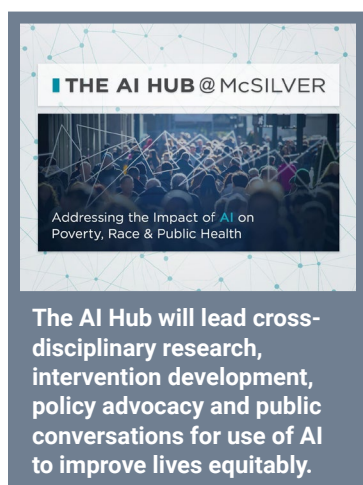 THE AI HUB @ McSILVER
Addressing the Impact of AI on
Poverty, Race & Public Health
The AI Hub will lead cross-
disciplinary research,
intervention development,
policy advocacy and public
conversations for use of AI
to improve lives equitably.